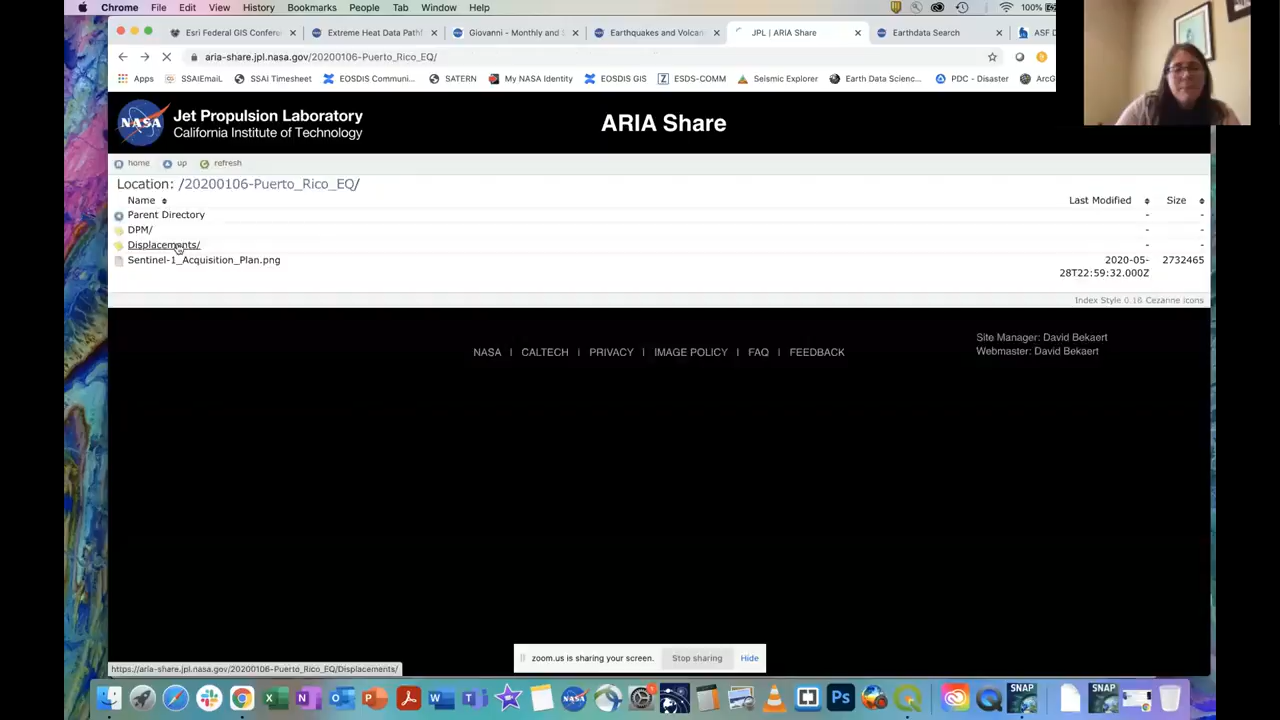 Chrome File Edit View History Bookmarks People Tab Window Help 100%
Esri Federal GIS Confere Extreme Heat Data Path Giovanni - Monthly and Earthquakes and Volcan JPL | ARIA Share Earthdata Search ASF D
aria-share.jpl.nasa.gov/20200106-Puerto_Rico_EQ/
Apps SSAIEmail SSAI Timesheet EOSDIS Communi... SATERN My NASA Identity EOSDIS GIS ESDS-COMM Seismic Explorer Earth Data Scienc... PDC - Disaster ArcG
NASA
Jet Propulsion Laboratory
California Institute of Technology
ARIA Share
home up refresh
Location: /20200106-Puerto_Rico_EQ/
Name Last Modified Size
Parent Directory - -
DPM/ - -
Displacements/ - -
Sentinel-1_Acquisition_Plan.png 2020-05-28T22:59:32.000Z 2732465
Index Style 0.16 Cezanne icons
NASA | CALTECH | PRIVACY | IMAGE POLICY | FAQ | FEEDBACK
Site Manager: David Bekaert
Webmaster: David Bekaert
zoom.us is sharing your screen. Stop sharing Hide
https://aria-share.jpl.nasa.gov/20200106-Puerto_Rico_EQ/Displacements/
SNAP SNAP